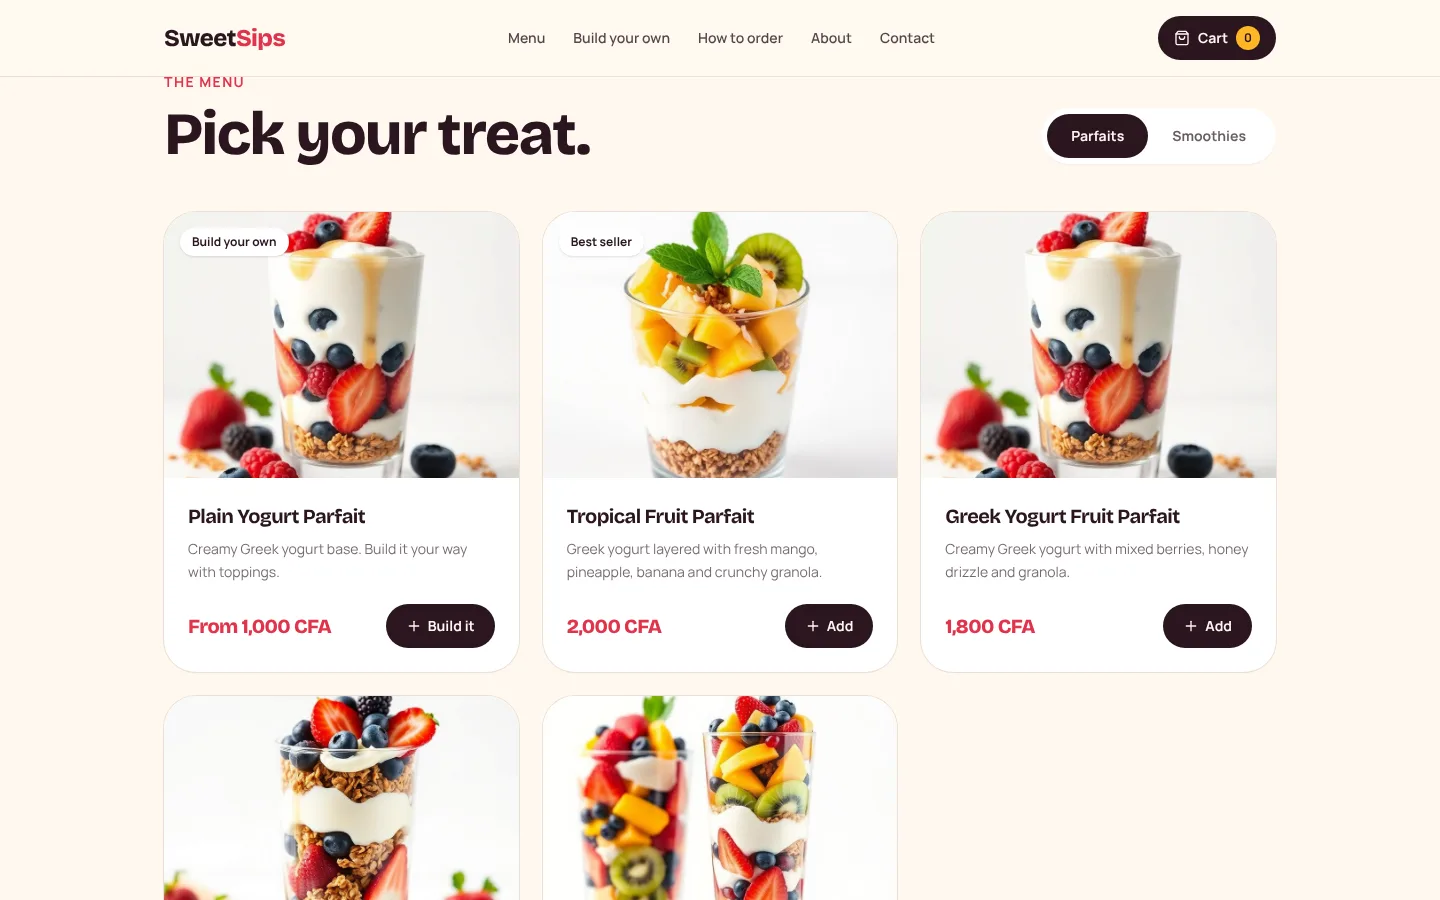 SweetSips
Menu
Build your own
How to order
About
Contact
Cart 0
THE MENU
Pick your treat.
Parfaits
Smoothies
Build your own
Plain Yogurt Parfait
Creamy Greek yogurt base. Build it your way
with toppings.
From 1,000 CFA
+ Build it
Best seller
Tropical Fruit Parfait
Greek yogurt layered with fresh mango,
pineapple, banana and crunchy granola.
2,000 CFA
+ Add
Greek Yogurt Fruit Parfait
Creamy Greek yogurt with mixed berries, honey
drizzle and granola.
1,800 CFA
+ Add